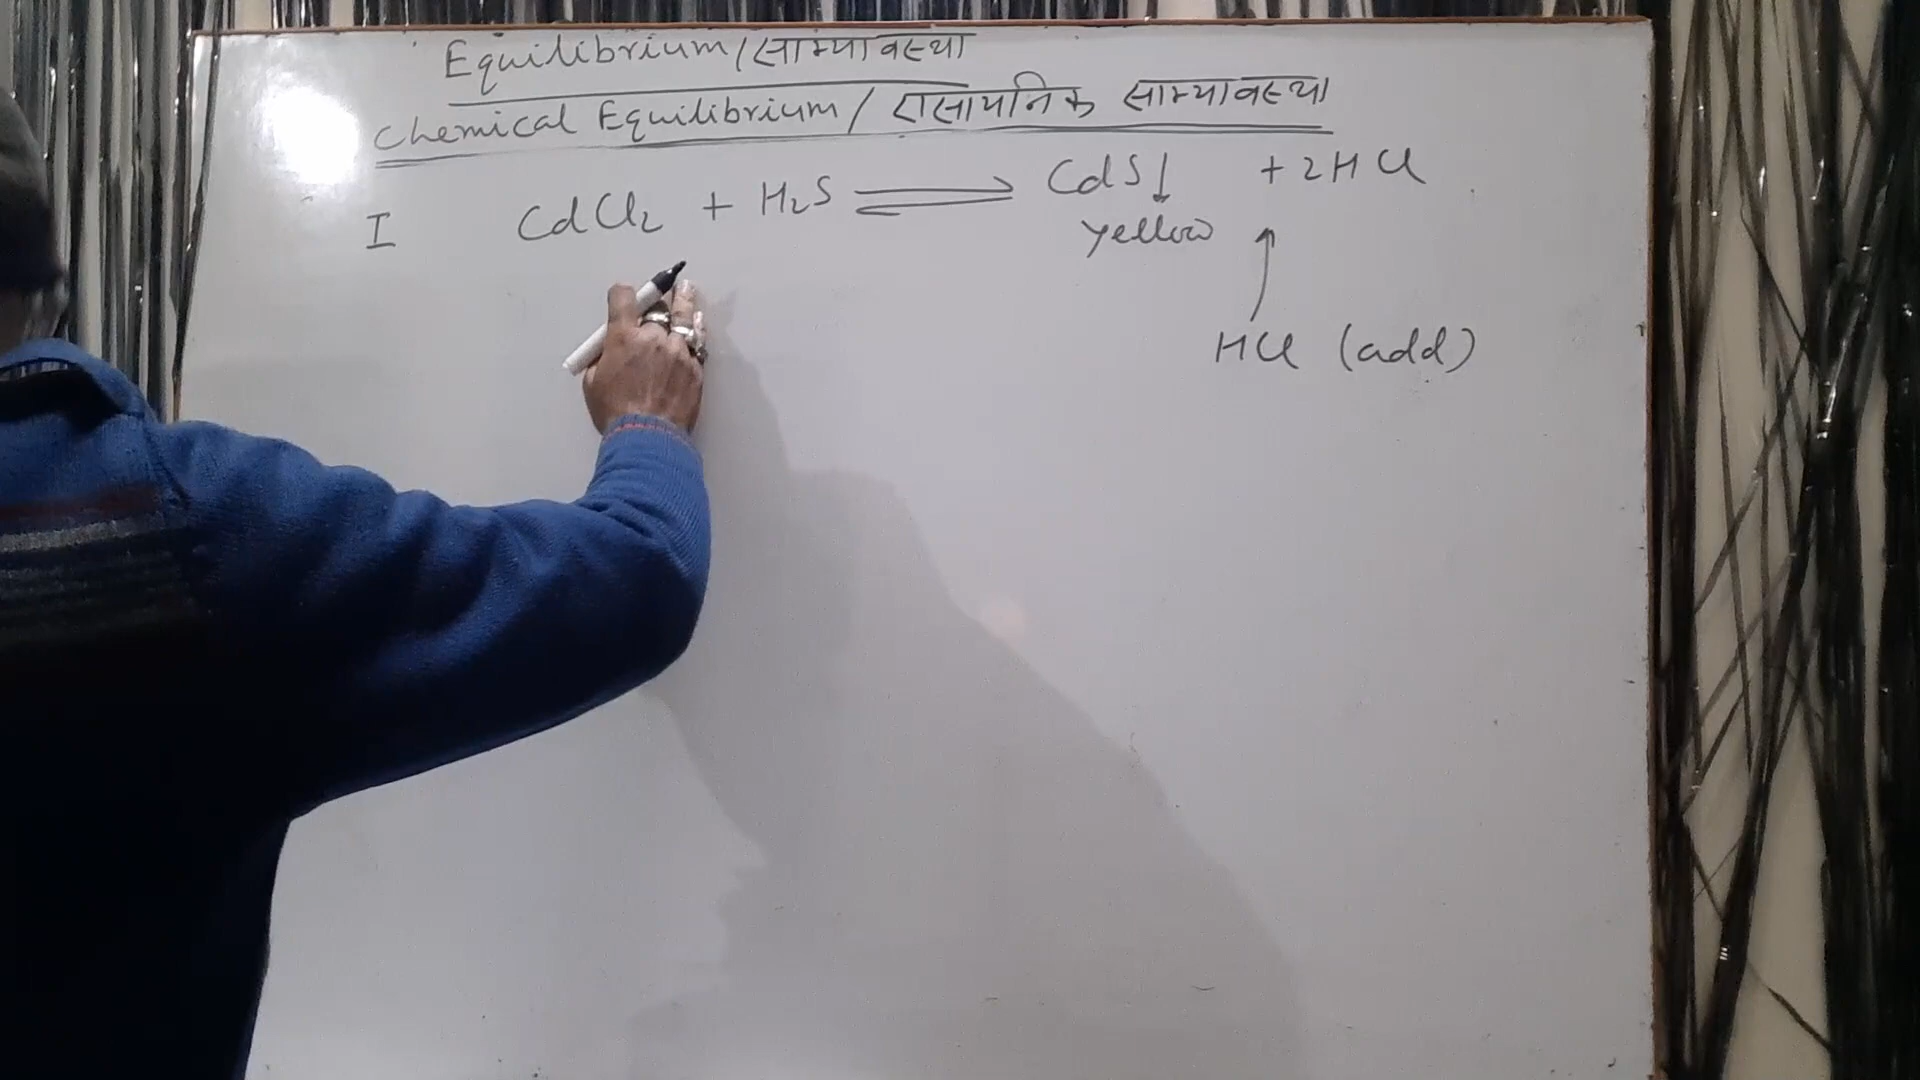 Equilibrium/साम्यावस्था
Chemical Equilibrium/रासायनिक साम्यावस्था
I CdCl₂ + H₂S ⇌ CdS↓ + 2HCl
yellow ↑
HCl (add)